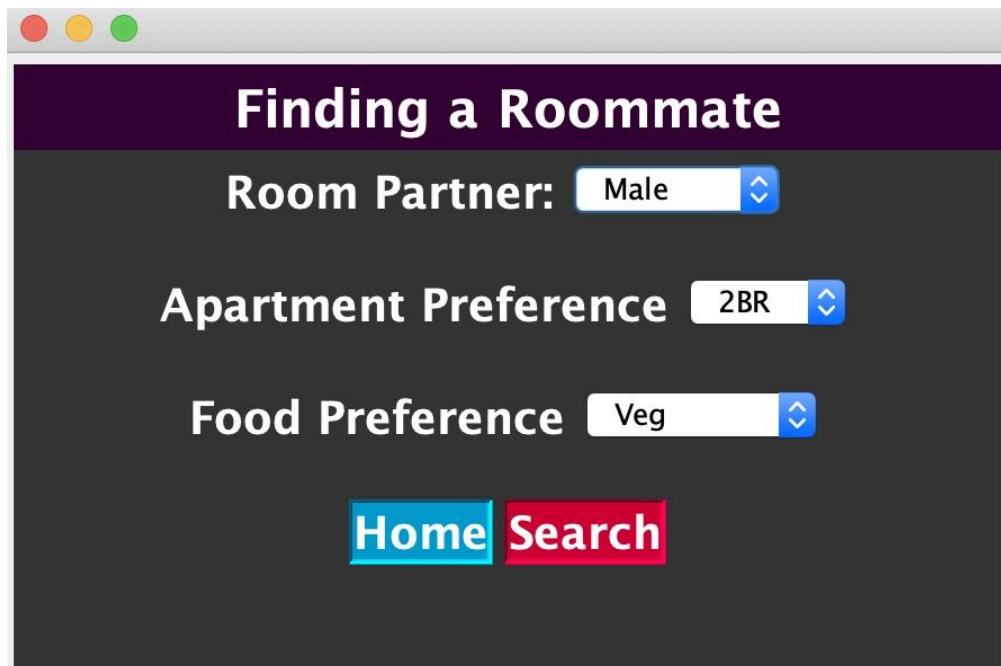 Finding a Roommate
Room Partner: Male
Apartment Preference 2BR
Food Preference Veg
Home Search